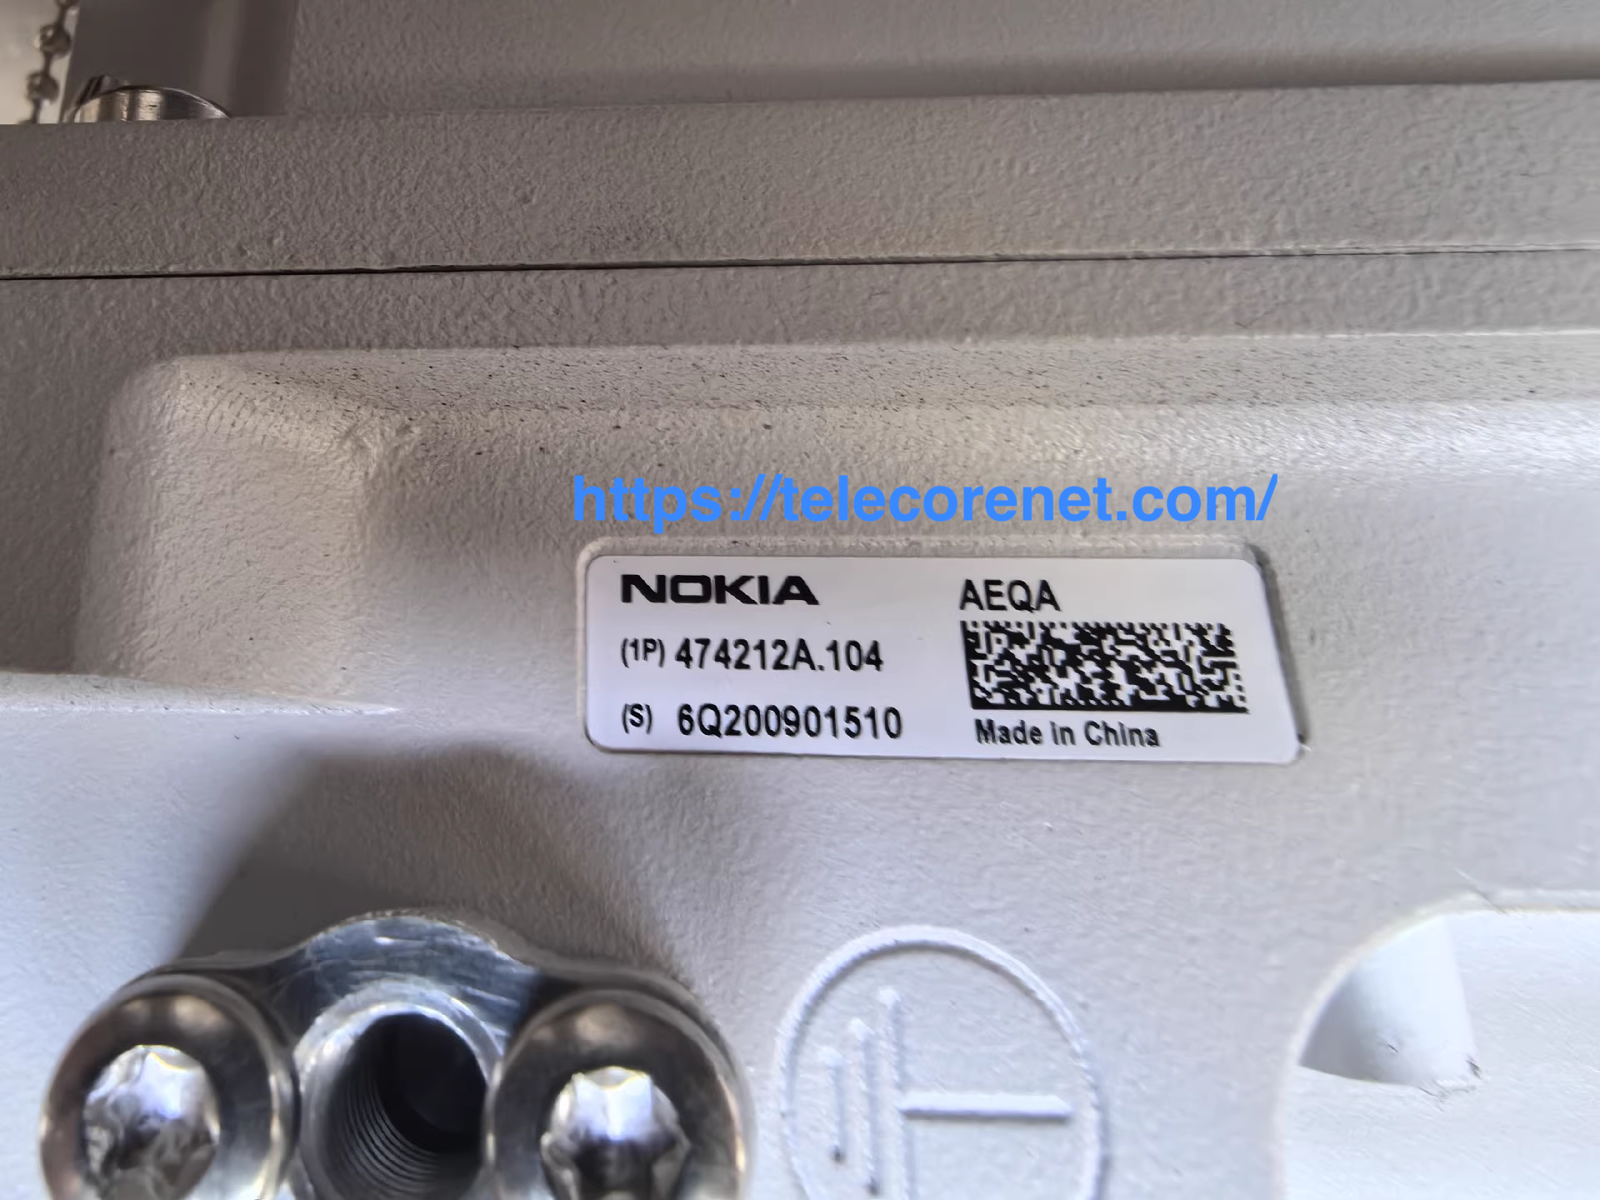 https://telecorenet.com/
NOKIA
AEQA
(1P) 474212A.104
(S) 6Q200901510
Made in China